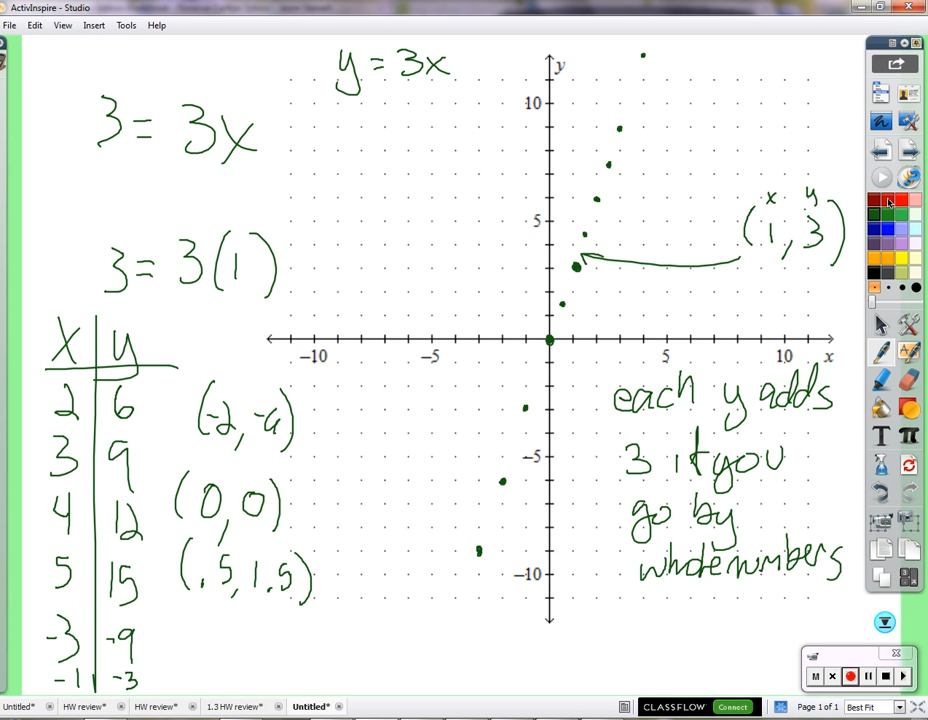 ActivInspire - Studio
File Edit View Insert Tools Help
y = 3x
3 = 3x
3 = 3(1)
x y
(1, 3)
y
10
5
-10 -5 5 10 x
-5
-10
x y
2 6
3 9
4 12
5 15
-3 -9
-1 -3
(0, 0)
(.5, 1.5)
each y adds
3 if you
go by
whole numbers
M
Untitled* HW review* HW review* 1.3 HW review* Untitled*
CLASSFLOW Connect
Page 1 of 1 Best Fit